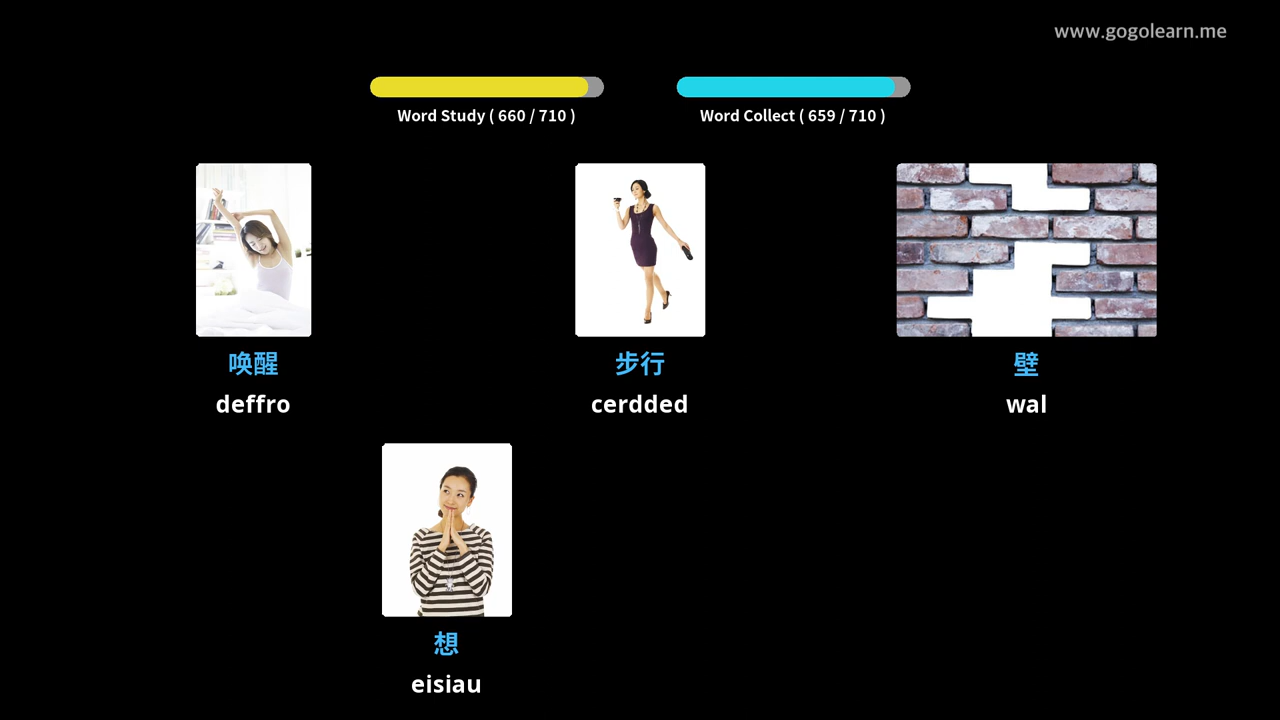 www.gogolearn.me
Word Study ( 660 / 710 )
Word Collect ( 659 / 710 )
唤醒
deffro
步行
cerdded
壁
wal
想
eisiau